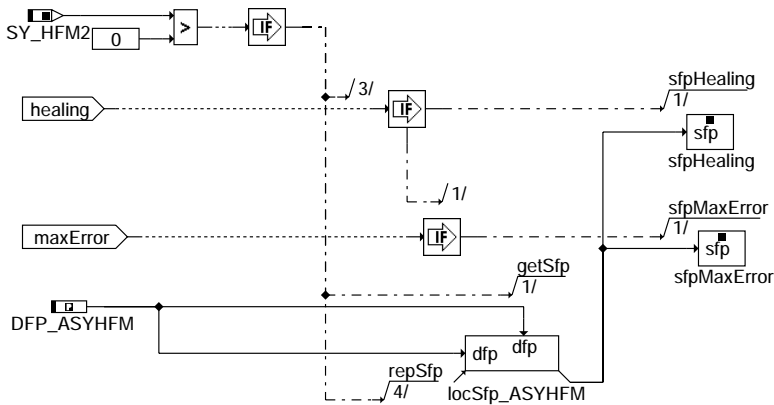 SY_HFM2
0
>
IF
3/
healing
IF
sfpHealing
1/
sfp
sfpHealing
1/
maxError
IF
sfpMaxError
1/
sfp
sfpMaxError
getSfp
1/
DFP_ASYHFM
dfp
dfp
repSfp
4/
locSfp_ASYHFM